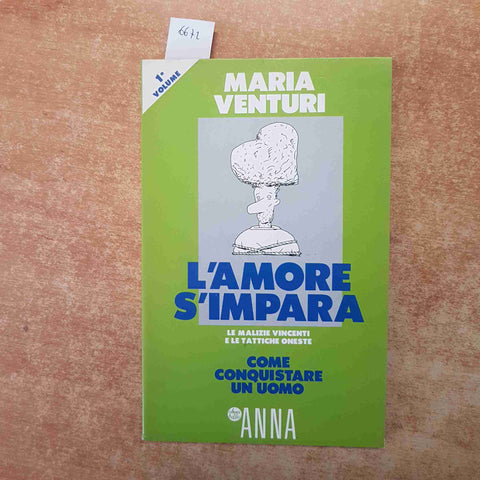 6672
1°
VOLUME
MARIA
VENTURI
L'AMORE
S'IMPARA
LE MALIZIE VINCENTI
E LE TATTICHE ONESTE
COME
CONQUISTARE
UN UOMO
ANNA